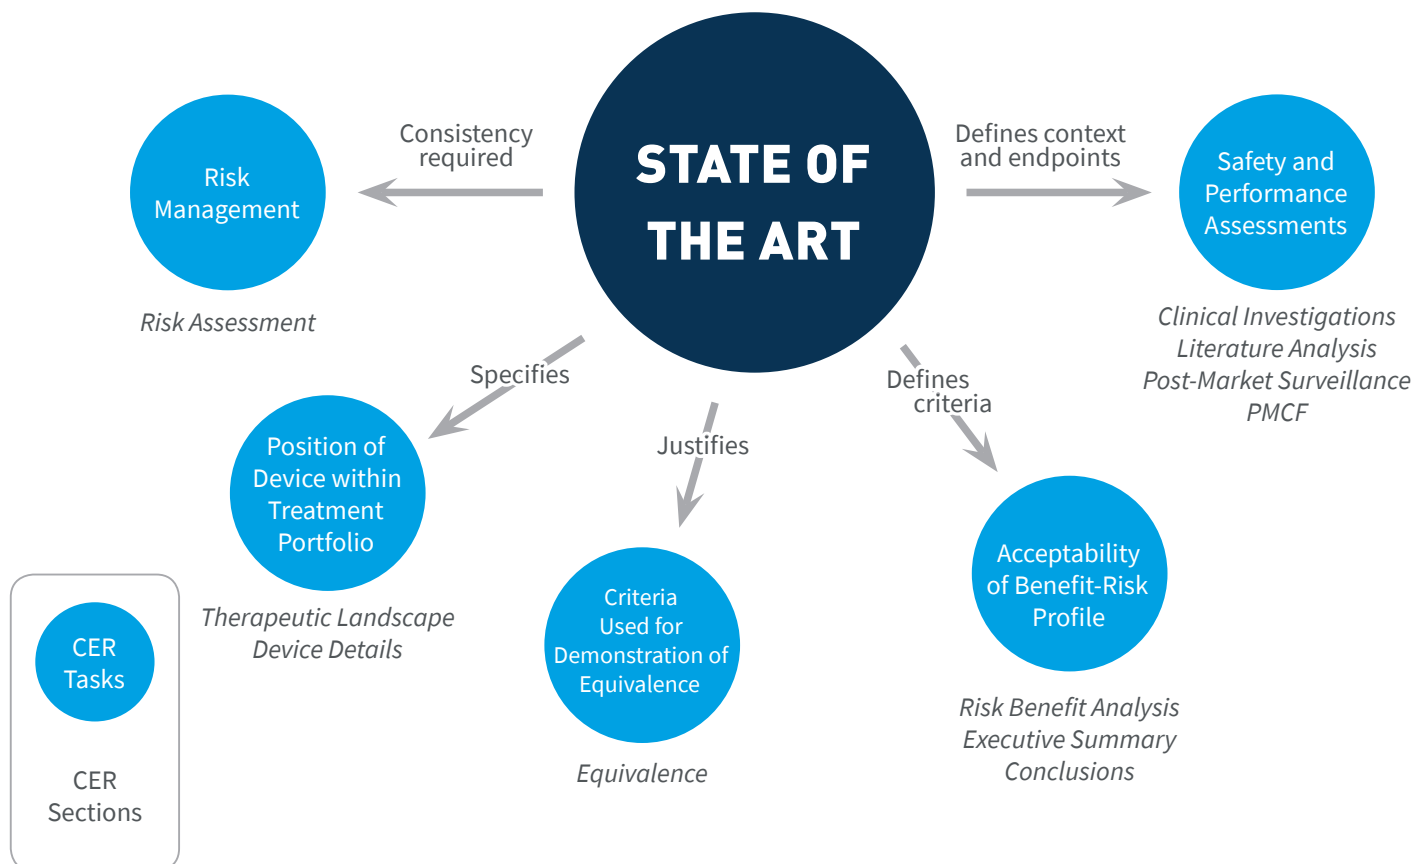 STATE OF
THE ART
Consistency
required
Risk
Management
Risk Assessment
Defines context
and endpoints
Safety and
Performance
Assessments
Clinical Investigations
Literature Analysis
Post-Market Surveillance
PMCF
Specifies
Position of
Device within
Treatment
Portfolio
Therapeutic Landscape
Device Details
Justifies
Criteria
Used for
Demonstration of
Equivalence
Equivalence
Defines
criteria
Acceptability
of Benefit-Risk
Profile
Risk Benefit Analysis
Executive Summary
Conclusions
CER
Tasks
CER
Sections